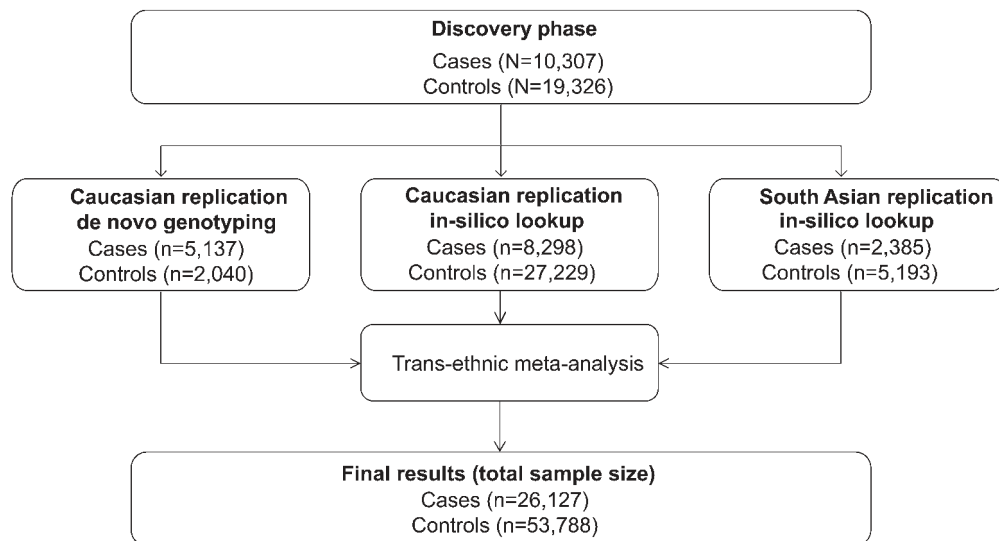 Discovery phase
Cases (N=10,307)
Controls (N=19,326)
Caucasian replication
de novo genotyping
Cases (n=5,137)
Controls (n=2,040)
Caucasian replication
in-silico lookup
Cases (n=8,298)
Controls (n=27,229)
South Asian replication
in-silico lookup
Cases (n=2,385)
Controls (n=5,193)
Trans-ethnic meta-analysis
Final results (total sample size)
Cases (n=26,127)
Controls (n=53,788)